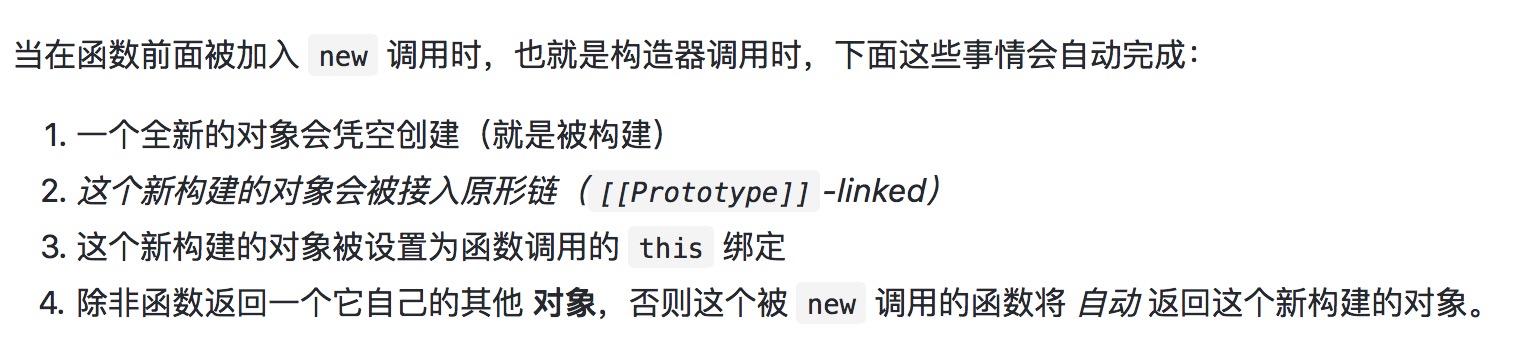 当在函数前面被加入 new 调用时，也就是构造器调用时，下面这些事情会自动完成：
1. 一个全新的对象会凭空创建（就是被构建）
2. 这个新构建的对象会被接入原形链（[[Prototype]]-linked）
3. 这个新构建的对象被设置为函数调用的 this 绑定
4. 除非函数返回一个它自己的其他 对象，否则这个被 new 调用的函数将 自动 返回这个新构建的对象。